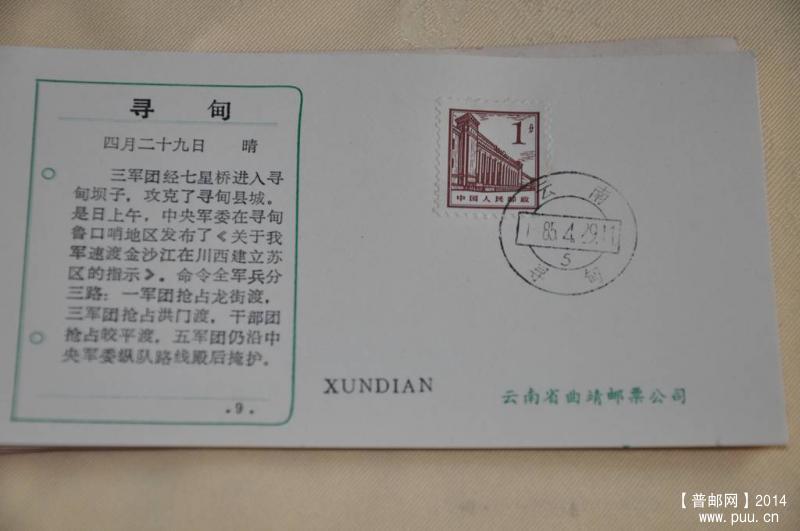 寻 甸
四月二十九日 晴
三军团经七星桥进入寻
甸坝子，攻克了寻甸县城。
是日上午，中央军委在寻甸
鲁口哨地区发布了《关于我
军速渡金沙江在川西建立苏
区的指示》。命令全军兵分
三路：一军团抢占龙街渡，
三军团抢占洪门渡，干部团
抢占皎平渡，五军团仍沿中
央军委纵队路线殿后掩护。
.9.
1分
中国人民邮政
云南
85.4.29.11
5
寻甸
XUNDIAN
云南省曲靖邮票公司
【普邮网】2014
www.puu.cn